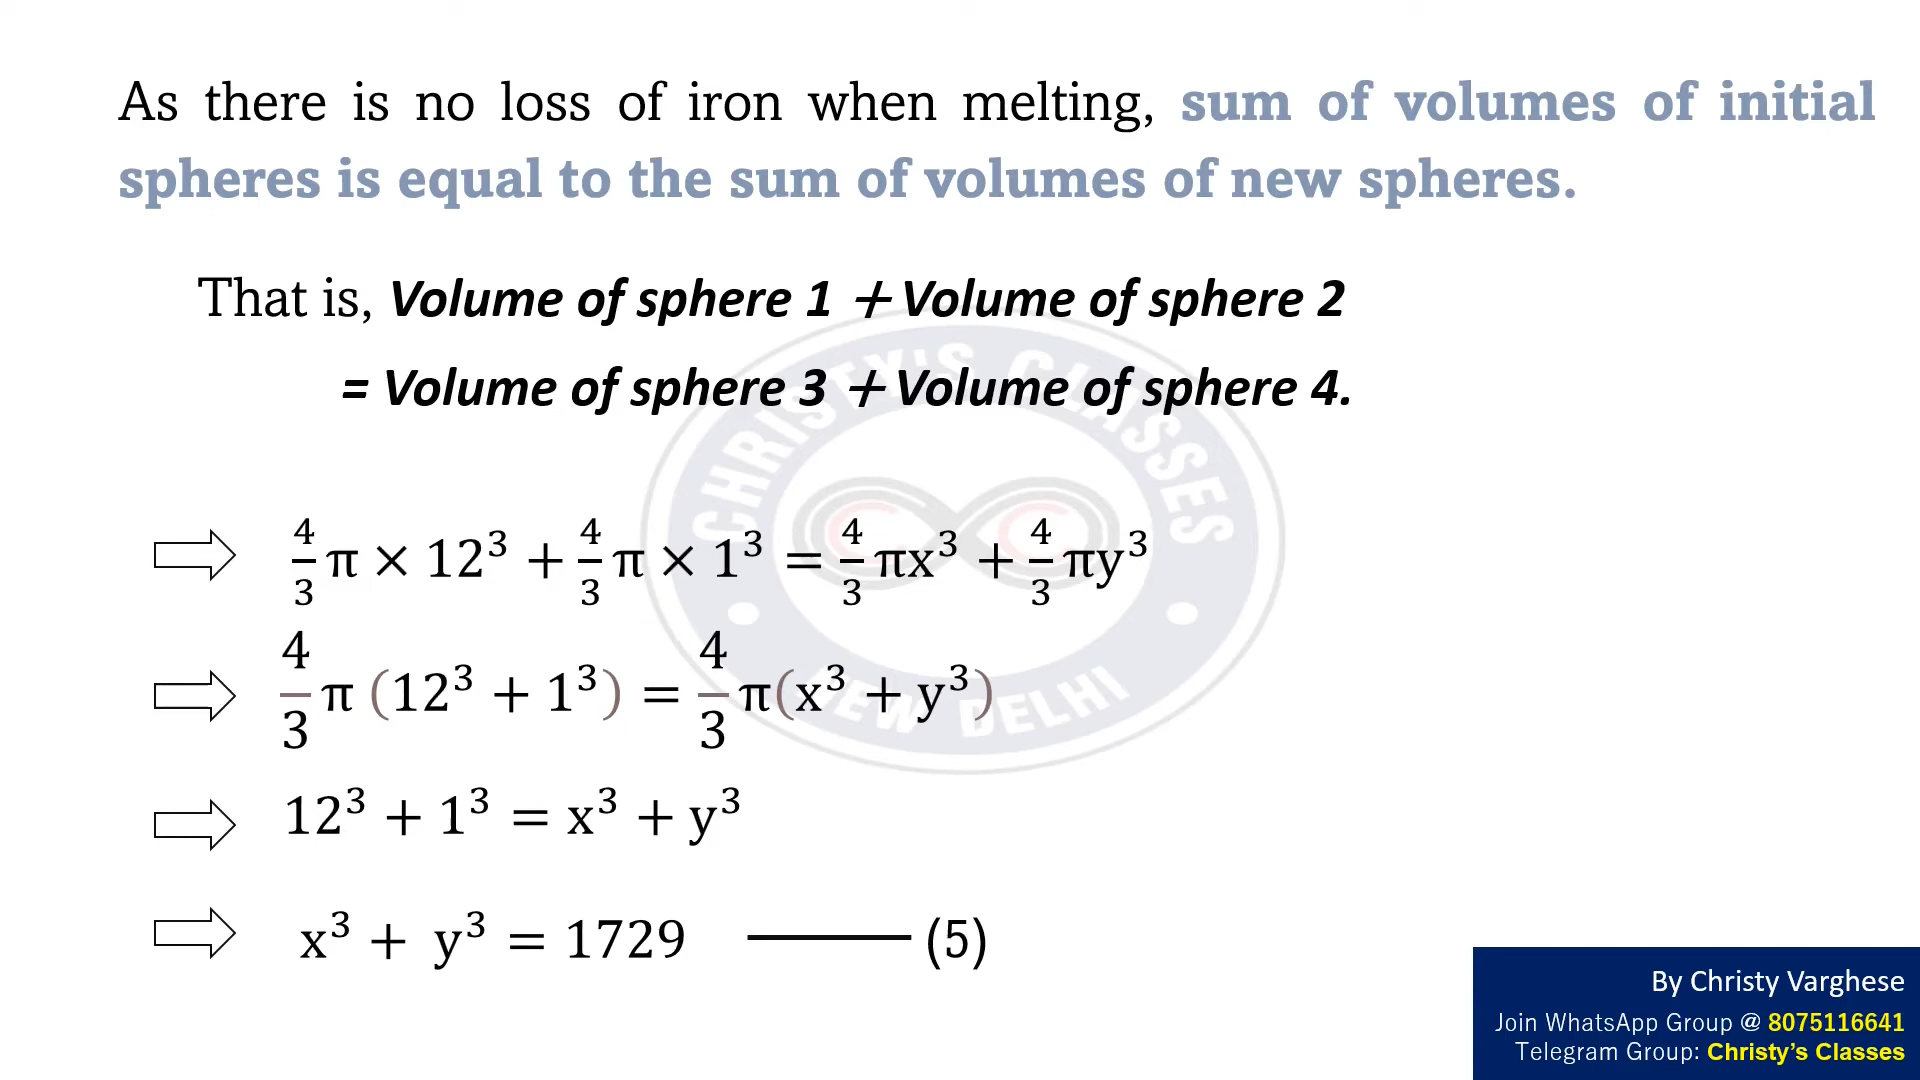 As there is no loss of iron when melting, sum of volumes of initial
spheres is equal to the sum of volumes of new spheres.
That is, Volume of sphere 1 + Volume of sphere 2
= Volume of sphere 3 + Volume of sphere 4.
⇨ 4/3 π × 12³ + 4/3 π × 1³ = 4/3 πx³ + 4/3 πy³
⇨ 4/3 π (12³ + 1³) = 4/3 π(x³ + y³)
⇨ 12³ + 1³ = x³ + y³
⇨ x³ + y³ = 1729 —— (5)
CHRISTY'S CLASSES
NEW DELHI
By Christy Varghese
Join WhatsApp Group @ 8075116641
Telegram Group: Christy's Classes